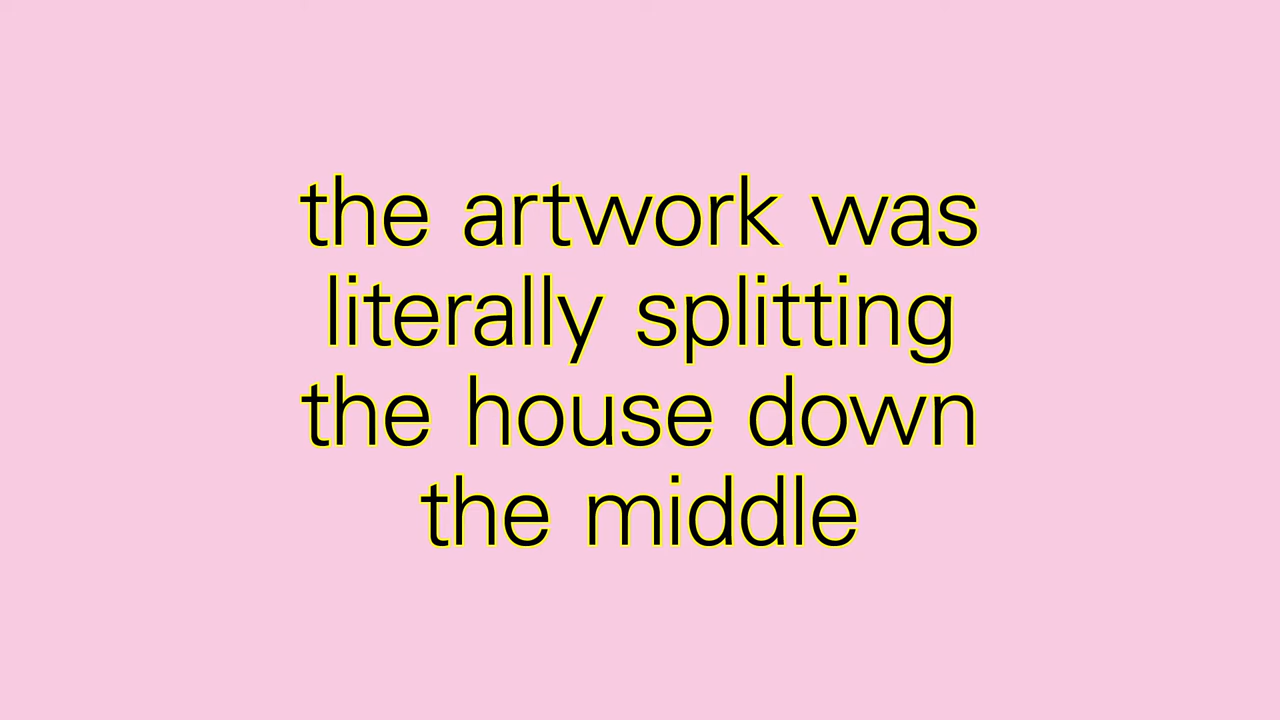 the artwork was
literally splitting
the house down
the middle